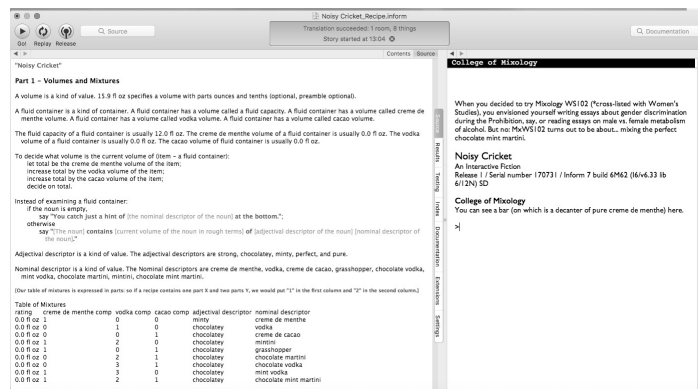 Noisy Cricket_Recipe.inform
Go! Replay Release
Q Source
Translation succeeded: 1 room, 8 things
Story started at 13:04
Q Documentation
Contents Source
"Noisy Cricket"
Part 1 - Volumes and Mixtures
A volume is a kind of value. 15.9 fl oz specifies a volume with parts ounces and tenths (optional, preamble optional).
A fluid container is a kind of container. A fluid container has a volume called a fluid capacity. A fluid container has a volume called creme de
menthe volume. A fluid container has a volume called vodka volume. A fluid container has a volume called cacao volume.
The fluid capacity of a fluid container is usually 12.0 fl oz. The creme de menthe volume of a fluid container is usually 0.0 fl oz. The vodka
volume of a fluid container is usually 0.0 fl oz. The cacao volume of fluid container is usually 0.0 fl oz.
To decide what volume is the current volume of (item - a fluid container):
let total be the creme de menthe volume of the item;
increase total by the vodka volume of the item;
increase total by the cacao volume of the item;
decide on total.
Instead of examining a fluid container:
if the noun is empty,
say "You catch just a hint of [the nominal descriptor of the noun] at the bottom.";
otherwise
say "[The noun] contains [current volume of the noun in rough terms] of [adjectival descriptor of the noun] [nominal descriptor of
the noun]."
Adjectival descriptor is a kind of value. The adjectival descriptors are strong, chocolatey, minty, perfect, and pure.
Nominal descriptor is a kind of value. The Nominal descriptors are creme de menthe, vodka, creme de cacao, grasshopper, chocolate vodka,
mint vodka, chocolate martini, mintini, chocolate mint martini.
[Our table of mixtures is expressed in parts: so if a recipe contains one part X and two parts Y, we would put "1" in the first column and "2" in the second column.]
Table of Mixtures
rating creme de menthe comp vodka comp cacao comp adjectival descriptor nominal descriptor
0.0 fl oz 1 0 0 minty creme de menthe
0.0 fl oz 0 1 0 chocolatey vodka
0.0 fl oz 0 0 1 chocolatey creme de cacao
0.0 fl oz 1 2 0 chocolatey mintini
0.0 fl oz 1 0 1 chocolatey grasshopper
0.0 fl oz 0 2 1 chocolatey chocolate martini
0.0 fl oz 0 3 1 chocolatey chocolate vodka
0.0 fl oz 1 3 0 chocolatey mint vodka
0.0 fl oz 1 2 1 chocolatey chocolate mint martini
Source
Results
Testing
Index
Documentation
Extensions
Settings
College of Mixology
When you decided to try Mixology WS102 (*cross-listed with Women's
Studies), you envisioned yourself writing essays about gender discrimination
during the Prohibition, say, or reading essays on male vs. female metabolism
of alcohol. But no: MxWS102 turns out to be about... mixing the perfect
chocolate mint martini.
Noisy Cricket
An Interactive Fiction
Release 1 / Serial number 170731 / Inform 7 build 6M62 (I6/v6.33 lib
6/12N) SD
College of Mixology
You can see a bar (on which is a decanter of pure creme de menthe) here.
>